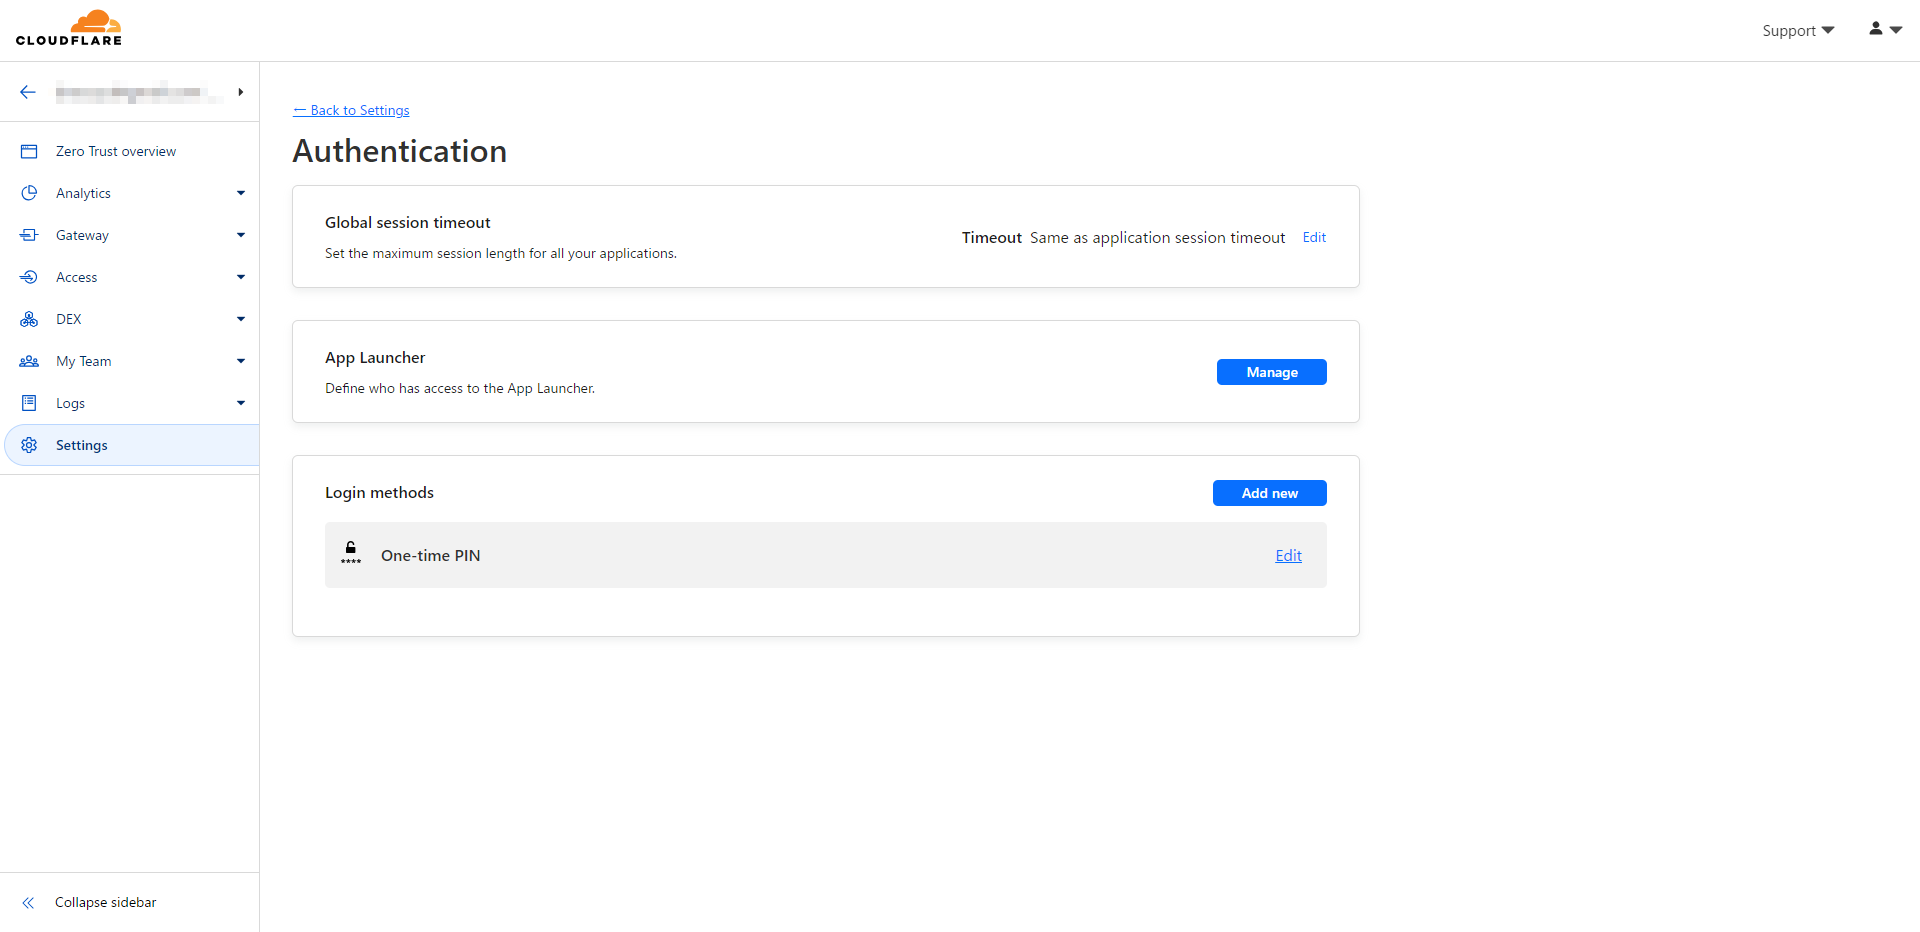 CLOUDFLARE
Support
Zero Trust overview
Analytics
Gateway
Access
DEX
My Team
Logs
Settings
Collapse sidebar
← Back to Settings
Authentication
Global session timeout
Set the maximum session length for all your applications.
Timeout Same as application session timeout Edit
App Launcher
Define who has access to the App Launcher.
Manage
Login methods
Add new
**** One-time PIN
Edit